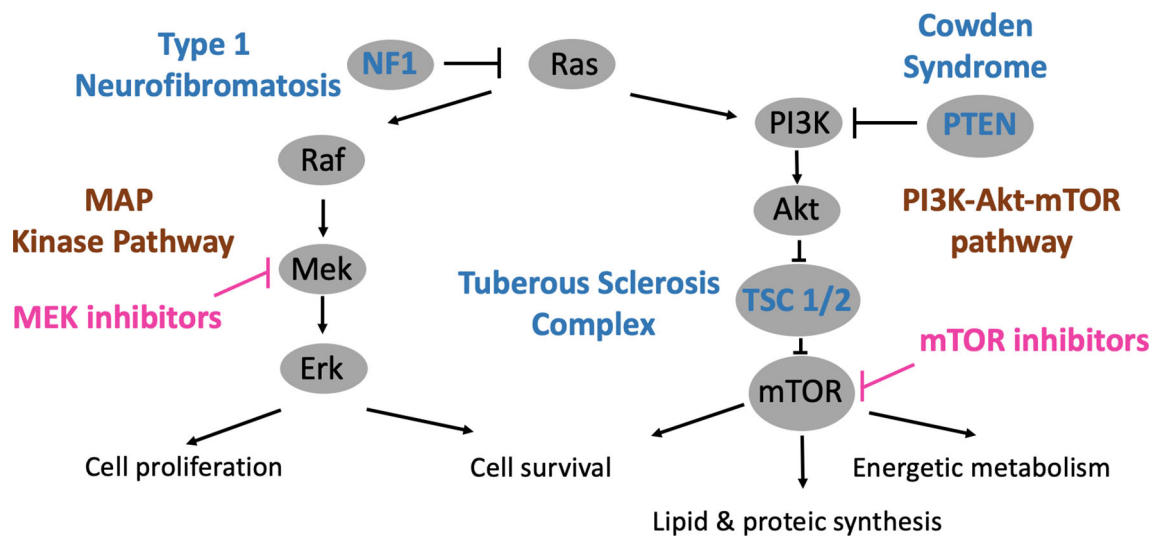 Type 1
Neurofibromatosis
NF1
Ras
Cowden
Syndrome
PI3K
PTEN
Raf
MAP
Kinase Pathway
Akt
PI3K-Akt-mTOR
pathway
Mek
MEK inhibitors
Tuberous Sclerosis
Complex
TSC 1/2
mTOR inhibitors
Erk
mTOR
Cell proliferation
Cell survival
Energetic metabolism
Lipid & proteic synthesis